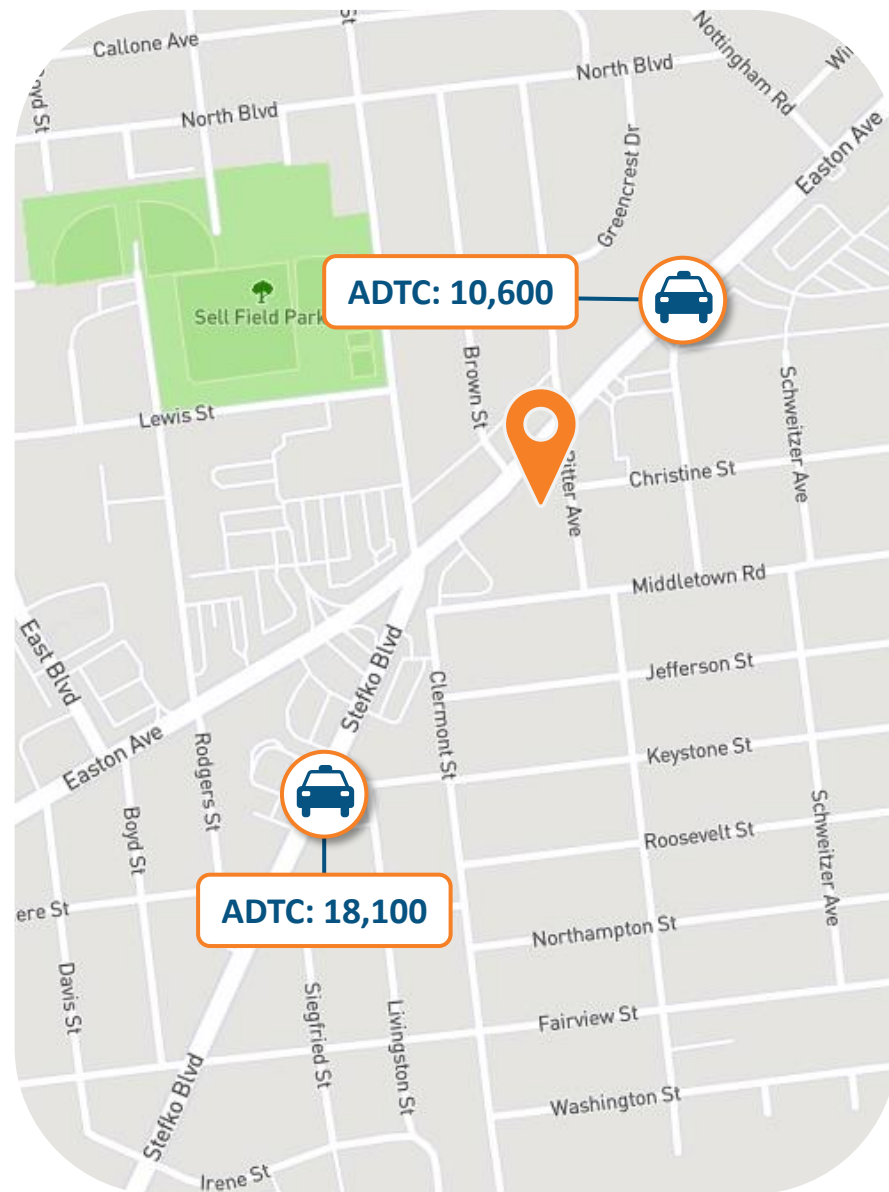 St
Callone Ave
Nottingham Rd
North Blvd
North Blvd
Easton Ave
Greencrest Dr
ADTC: 10,600
Sell Field Park
Brown St
Schweitzer Ave
Lewis St
Christine St
Ritter Ave
Middletown Rd
East Blvd
Stefko Blvd
Jefferson St
Clermont St
Keystone St
Easton Ave
Rodgers St
Boyd St
Roosevelt St
Schweitzer Ave
ADTC: 18,100
ere St
Northampton St
Davis St
Siegfried St
Livingston St
Fairview St
Stefko Blvd
Washington St
Irene St